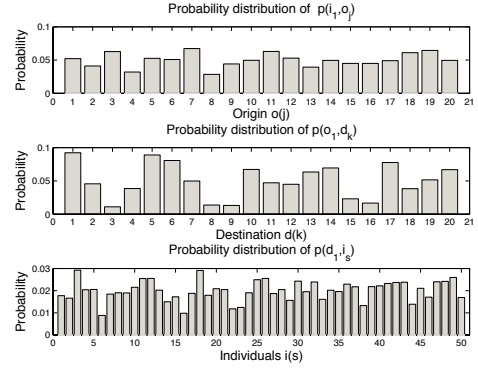 Probability distribution of p(i1,oj)
Probability
0.1
0.05
0
0 1 2 3 4 5 6 7 8 9 10 11 12 13 14 15 16 17 18 19 20 21
Origin o(j)
Probability distribution of p(o1,dk)
Probability
0.1
0.05
0
0 1 2 3 4 5 6 7 8 9 10 11 12 13 14 15 16 17 18 19 20 21
Destination d(k)
Probability distribution of p(d1,is)
Probability
0.03
0.02
0.01
0
0 5 10 15 20 25 30 35 40 45 50
Individuals i(s)